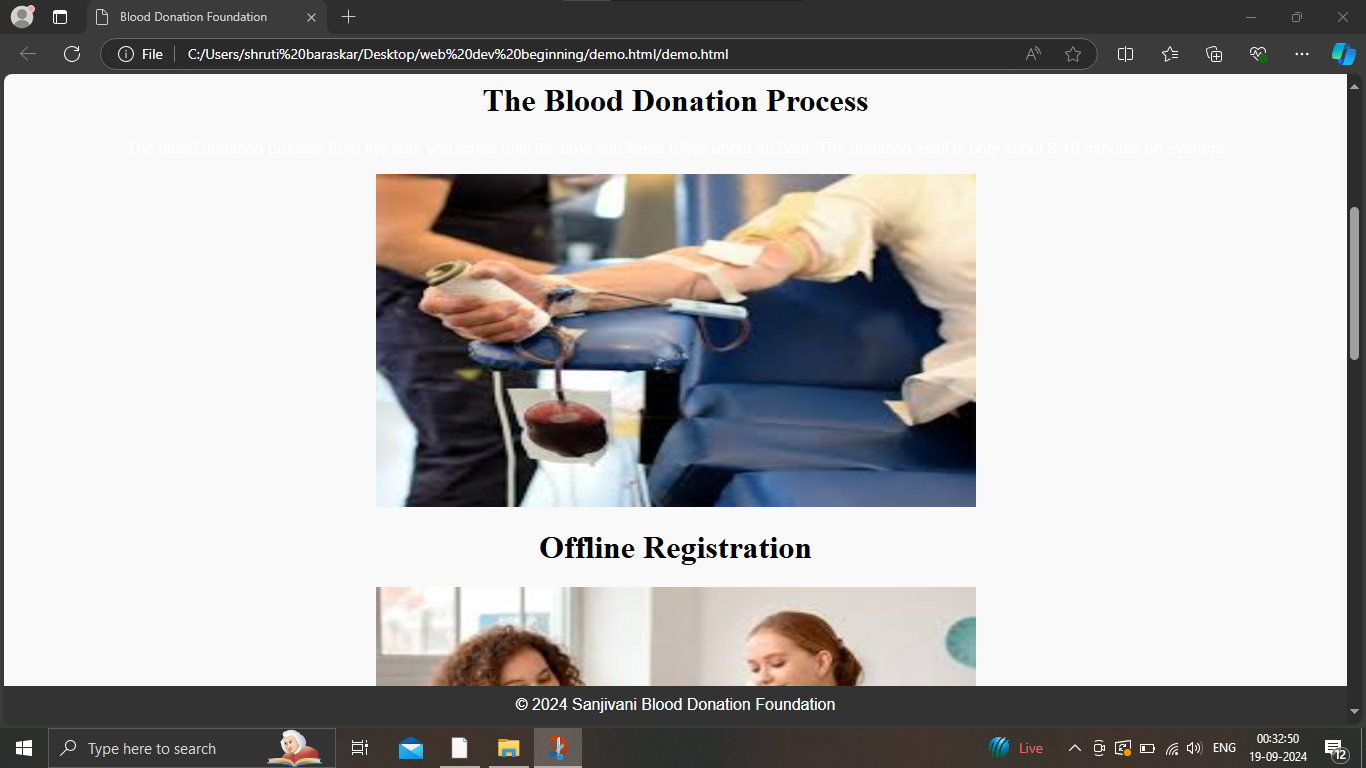 Blood Donation Foundation
File
C:/Users/shruti%20baraskar/Desktop/web%20dev%20beginning/demo.html/demo.html
The Blood Donation Process
The blood donation process from the time you arrive until the time you leave takes about an hour. The donation itself is only about 8-10 minutes on average.
Offline Registration
© 2024 Sanjivani Blood Donation Foundation
Type here to search
Live
ENG
00:32:50
19-09-2024
12